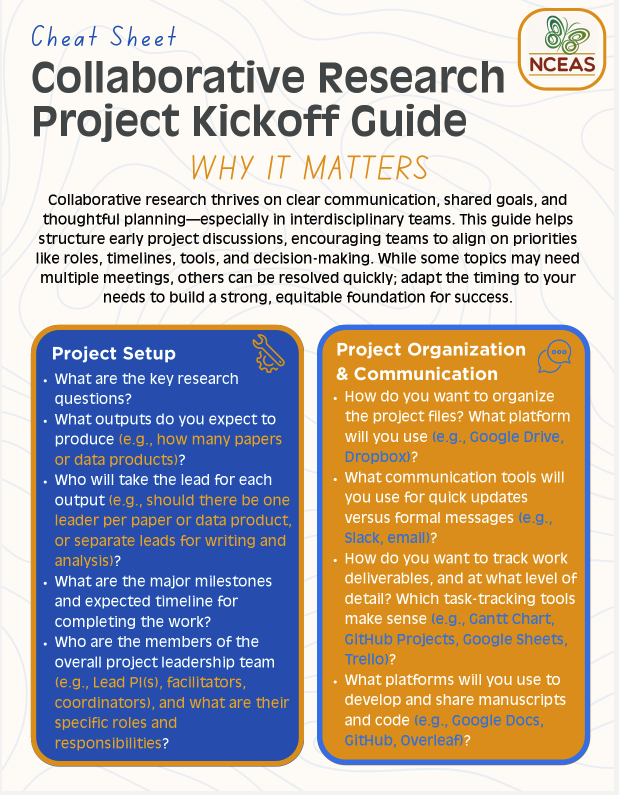 Cheat Sheet
NCEAS
Collaborative Research
Project Kickoff Guide
WHY IT MATTERS
Collaborative research thrives on clear communication, shared goals, and
thoughtful planning—especially in interdisciplinary teams. This guide helps
structure early project discussions, encouraging teams to align on priorities
like roles, timelines, tools, and decision-making. While some topics may need
multiple meetings, others can be resolved quickly; adapt the timing to your
needs to build a strong, equitable foundation for success.
Project Setup
• What are the key research
questions?
• What outputs do you expect to
produce (e.g., how many papers
or data products)?
• Who will take the lead for each
output (e.g., should there be one
leader per paper or data product,
or separate leads for writing and
analysis)?
• What are the major milestones
and expected timeline for
completing the work?
• Who are the members of the
overall project leadership team
(e.g., Lead PI(s), facilitators,
coordinators), and what are their
specific roles and
responsibilities?
Project Organization
& Communication
• How do you want to organize
the project files? What platform
will you use (e.g., Google Drive,
Dropbox)?
• What communication tools will
you use for quick updates
versus formal messages (e.g.,
Slack, email)?
• How do you want to track work
deliverables, and at what level of
detail? Which task-tracking tools
make sense (e.g., Gantt Chart,
GitHub Projects, Google Sheets,
Trello)?
• What platforms will you use to
develop and share manuscripts
and code (e.g., Google Docs,
GitHub, Overleaf)?